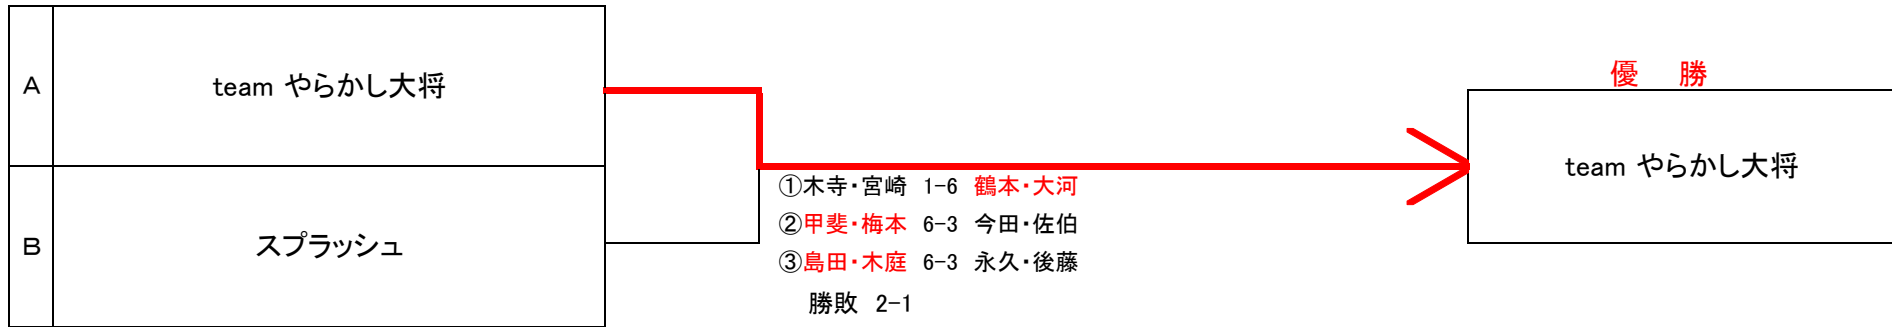 A
team やらかし大将
B
スプラッシュ
①木寺・宮崎 1-6 鶴本・大河
②甲斐・梅本 6-3 今田・佐伯
③島田・木庭 6-3 永久・後藤
勝敗 2-1
優 勝
team やらかし大将